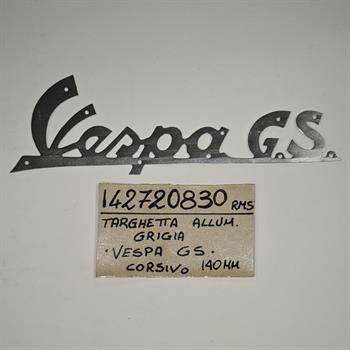 Vespa G.S.
142720830 RMS
TARGHETTA ALLUM.
GRIGIA
·VESPA GS·
CORSIVO 140MM